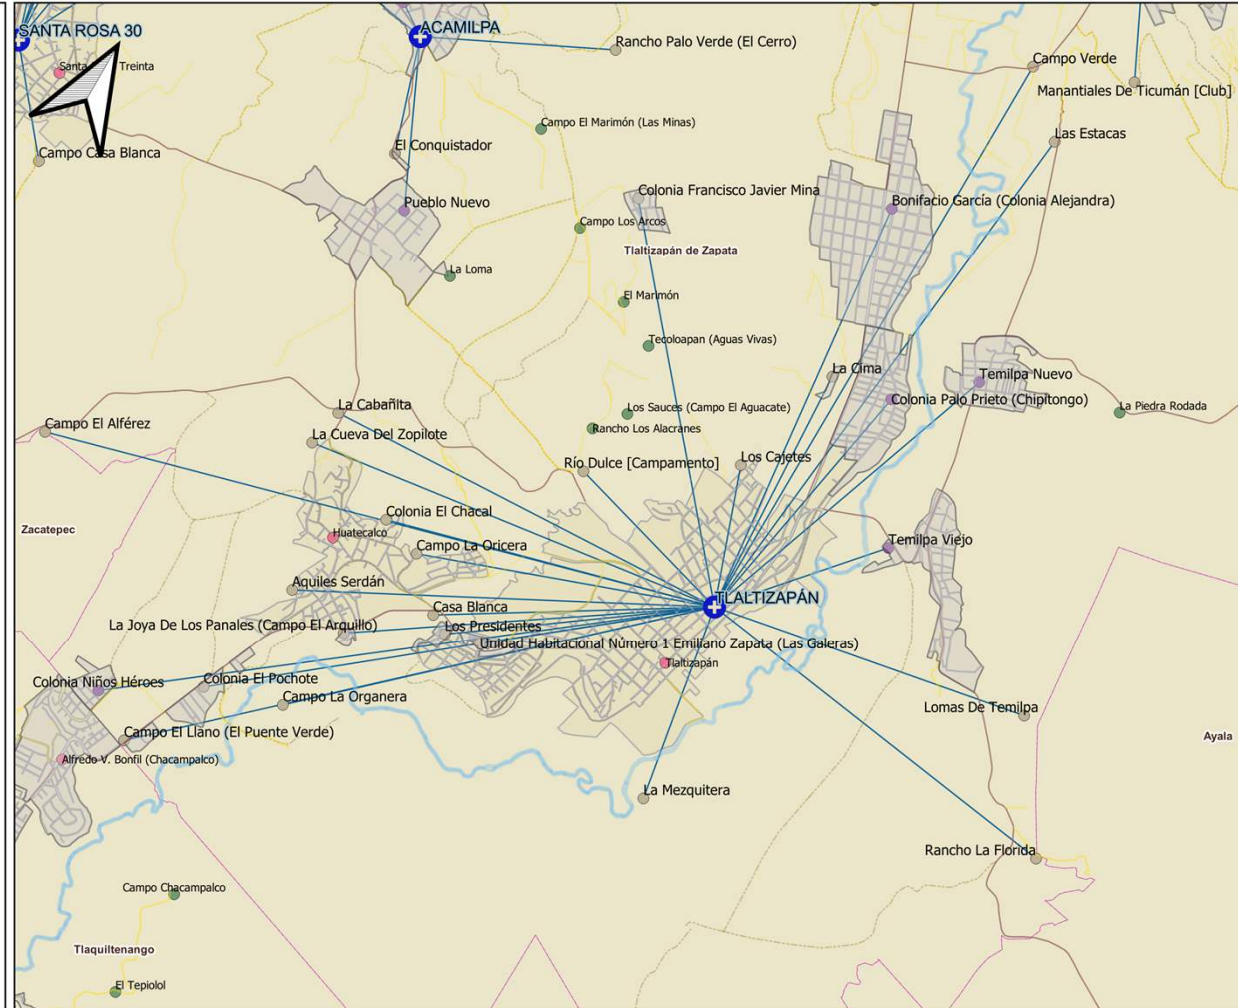 SANTA ROSA 30
ACAMILPA
Rancho Palo Verde (El Cerro)
Campo Verde
Santa
Treinta
Manantiales De Ticumán [Club]
Campo El Marimón (Las Minas)
Las Estacas
El Conquistador
Campo Casa Blanca
Colonia Francisco Javier Mina
Pueblo Nuevo
Bonifacio García (Colonia Alejandra)
Campo Los Arcos
Tlaltizapán de Zapata
La Loma
El Marimón
Tecoloapan (Aguas Vivas)
La Cima
Temilpa Nuevo
Colonia Palo Prieto (Chipitongo)
La Cabañita
Los Sauces (Campo El Aguacate)
La Piedra Rodada
Campo El Alférez
Rancho Los Alacranes
La Cueva Del Zopilote
Los Cajetes
Río Dulce [Campamento]
Colonia El Chacal
Zacatepec
Huatecalco
Temilpa Viejo
Campo La Oricera
Aquiles Serdán
TLALTIZAPÁN
Casa Blanca
La Joya De Los Panales (Campo El Arquillo)
Los Presidentes
Unidad Habitacional Número 1 Emiliano Zapata (Las Galeras)
Tlaltizapán
Colonia Niños Héroes
Colonia El Pochote
Campo La Organera
Lomas De Temilpa
Campo El Llano (El Puente Verde)
Ayala
Alfredo V. Bonfil (Chacampalco)
La Mezquitera
Rancho La Florida
Campo Chacampalco
Tlaquiltenango
El Tepiolol